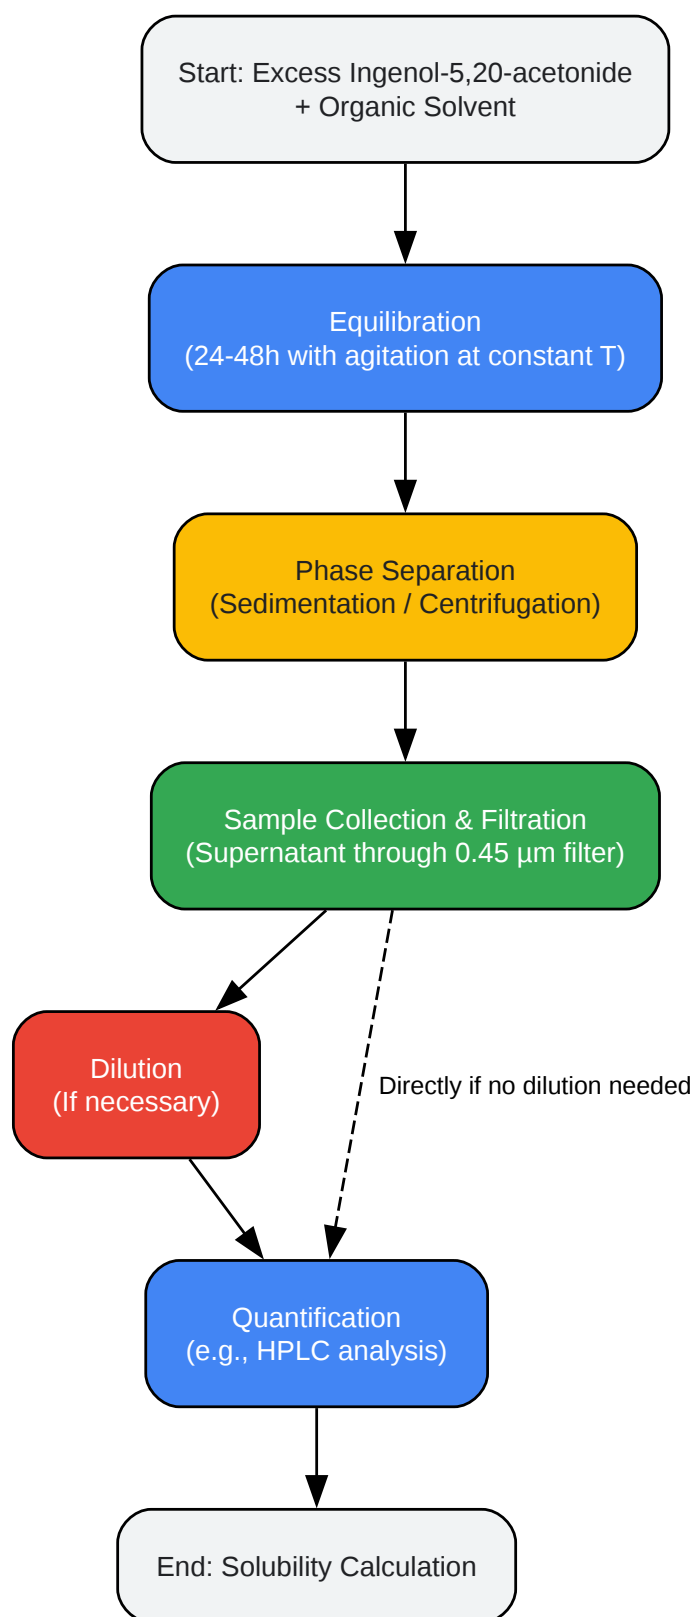 Start: Excess Ingenol-5,20-acetonide
+ Organic Solvent
Equilibration
(24-48h with agitation at constant T)
Phase Separation
(Sedimentation / Centrifugation)
Sample Collection & Filtration
(Supernatant through 0.45 µm filter)
Dilution
(If necessary)
Directly if no dilution needed
Quantification
(e.g., HPLC analysis)
End: Solubility Calculation